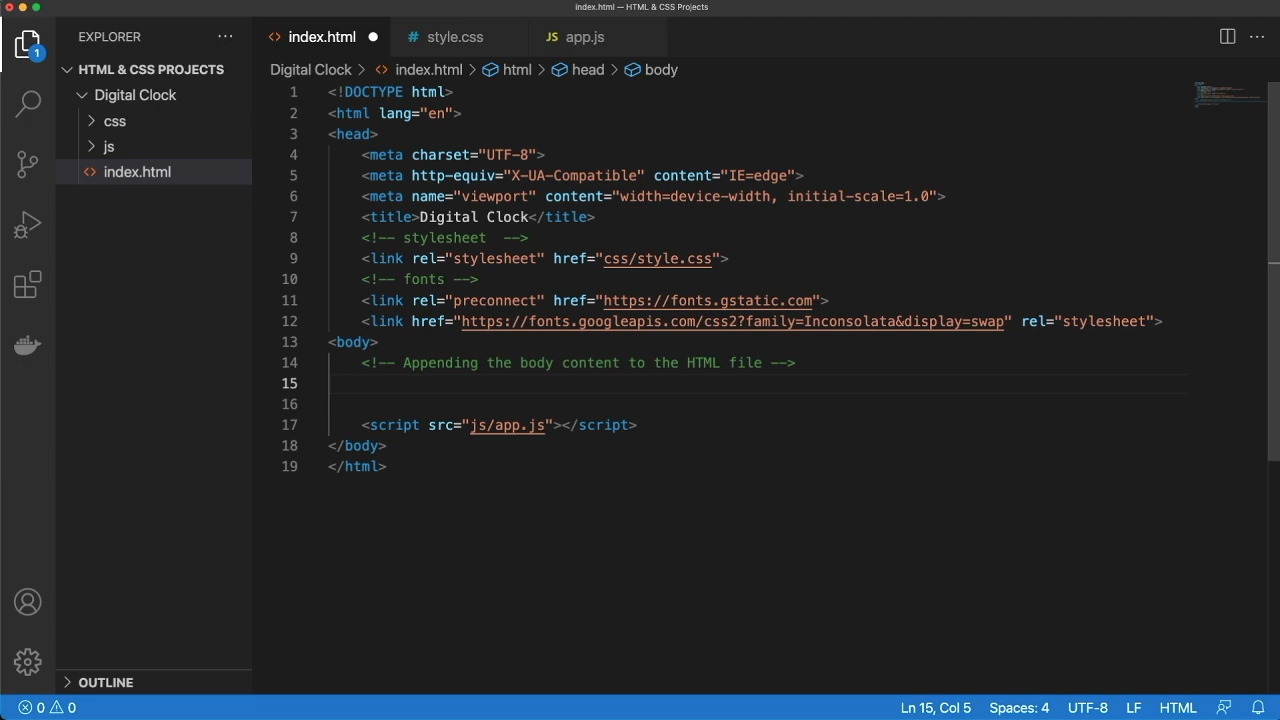 index.html — HTML & CSS Projects
EXPLORER
index.html
style.css
JS app.js
1
HTML & CSS PROJECTS
Digital Clock > index.html > html > head > body
Digital Clock
css
js
index.html
1 <!DOCTYPE html>
2 <html lang="en">
3 <head>
4 <meta charset="UTF-8">
5 <meta http-equiv="X-UA-Compatible" content="IE=edge">
6 <meta name="viewport" content="width=device-width, initial-scale=1.0">
7 <title>Digital Clock</title>
8 <!-- stylesheet  -->
9 <link rel="stylesheet" href="css/style.css">
10 <!-- fonts -->
11 <link rel="preconnect" href="https://fonts.gstatic.com">
12 <link href="https://fonts.googleapis.com/css2?family=Inconsolata&display=swap" rel="stylesheet">
13 <body>
14 <!-- Appending the body content to the HTML file -->
15
16
17 <script src="js/app.js"></script>
18 </body>
19 </html>
OUTLINE
0 0
Ln 15, Col 5 Spaces: 4 UTF-8 LF HTML